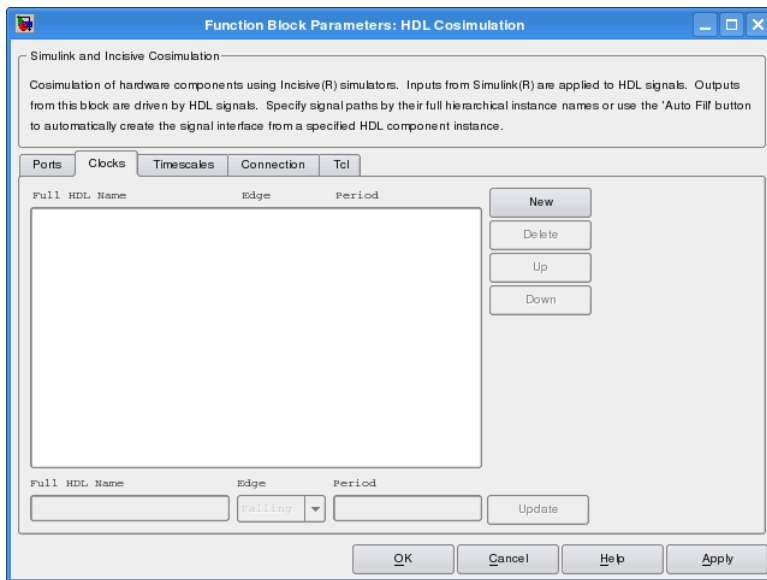 Function Block Parameters: HDL Cosimulation
Simulink and Incisive Cosimulation
Cosimulation of hardware components using Incisive(R) simulators. Inputs from Simulink(R) are applied to HDL signals. Outputs
from this block are driven by HDL signals. Specify signal paths by their full hierarchical instance names or use the 'Auto Fill' button
to automatically create the signal interface from a specified HDL component instance.
Ports Clocks Timescales Connection Tcl
Full HDL Name Edge Period
New
Delete
Up
Down
Full HDL Name Edge Period
Falling Update
OK Cancel Help Apply